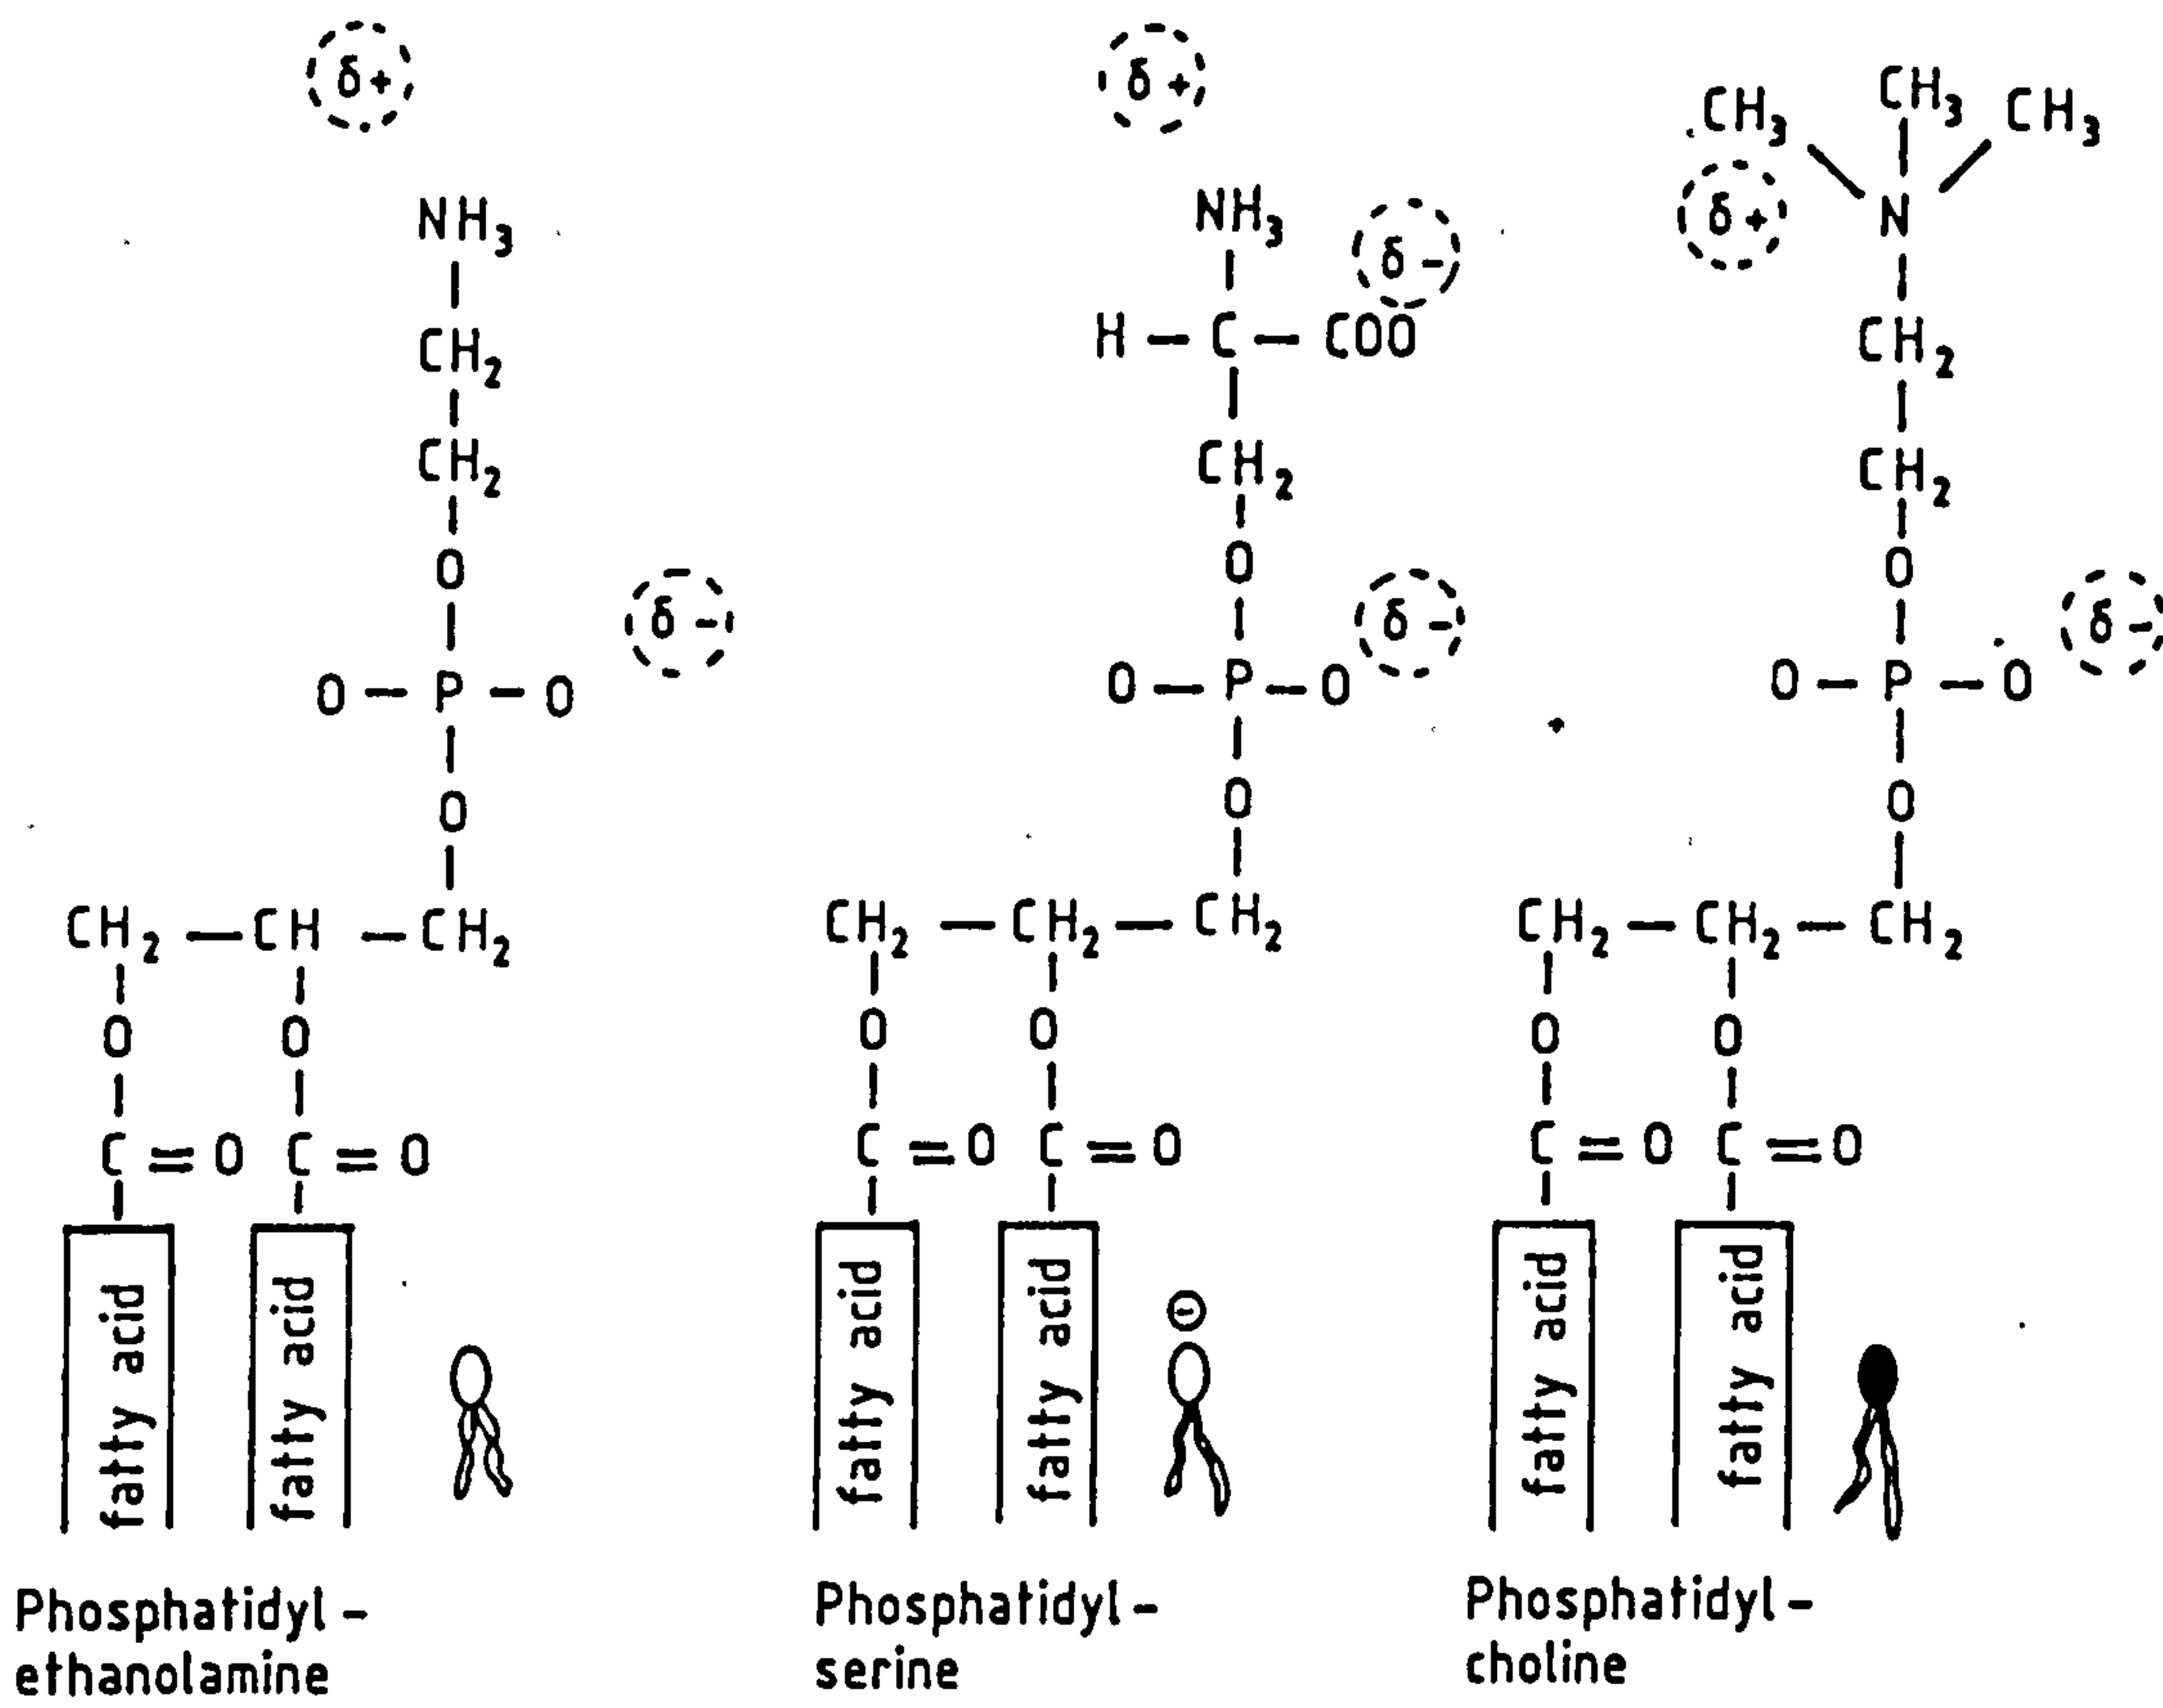 δ+ δ+ CH3 CH3 CH3
NH3 NH3 δ- δ+ N
CH2 H – C – COO CH2
CH2 CH2 CH2
O O O
δ- δ- δ-
O – P – O O – P – O O – P – O
O O O
CH2 – CH – CH2 CH2 – CH2 – CH2 CH2 – CH2 – CH2
O O O O O O
C = O C = O C = O C = O C = O C = O
fatty acid fatty acid fatty acid fatty acid fatty acid fatty acid
⊖
Phosphatidyl – Phosphatidyl – Phosphatidyl –
ethanolamine serine choline